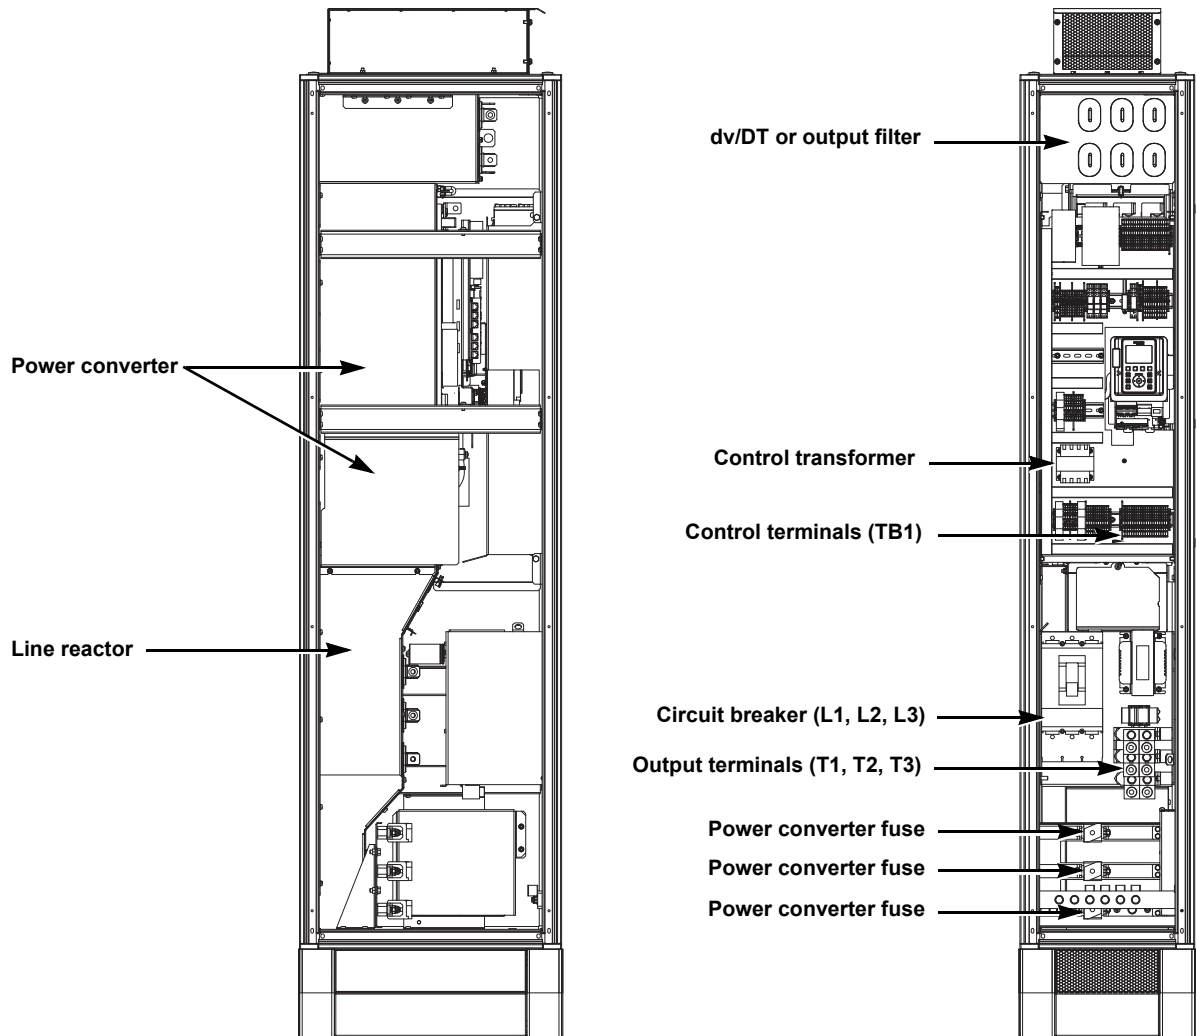 dv/DT or output filter
Power converter
Control transformer
Control terminals (TB1)
Line reactor
Circuit breaker (L1, L2, L3)
Output terminals (T1, T2, T3)
Power converter fuse
Power converter fuse
Power converter fuse